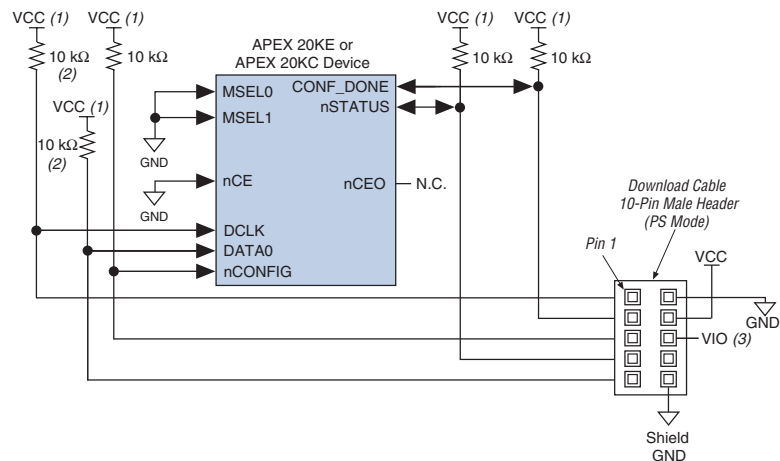 VCC (1)
VCC (1)
10 kΩ
(2)
10 kΩ
VCC (1)
10 kΩ
(2)
APEX 20KE or
APEX 20KC Device
VCC (1)
VCC (1)
10 kΩ
10 kΩ
MSEL0
MSEL1
CONF_DONE
nSTATUS
GND
nCE
GND
nCEO
N.C.
DCLK
DATA0
nCONFIG
Download Cable
10-Pin Male Header
(PS Mode)
Pin 1
VCC
GND
VIO (3)
Shield
GND